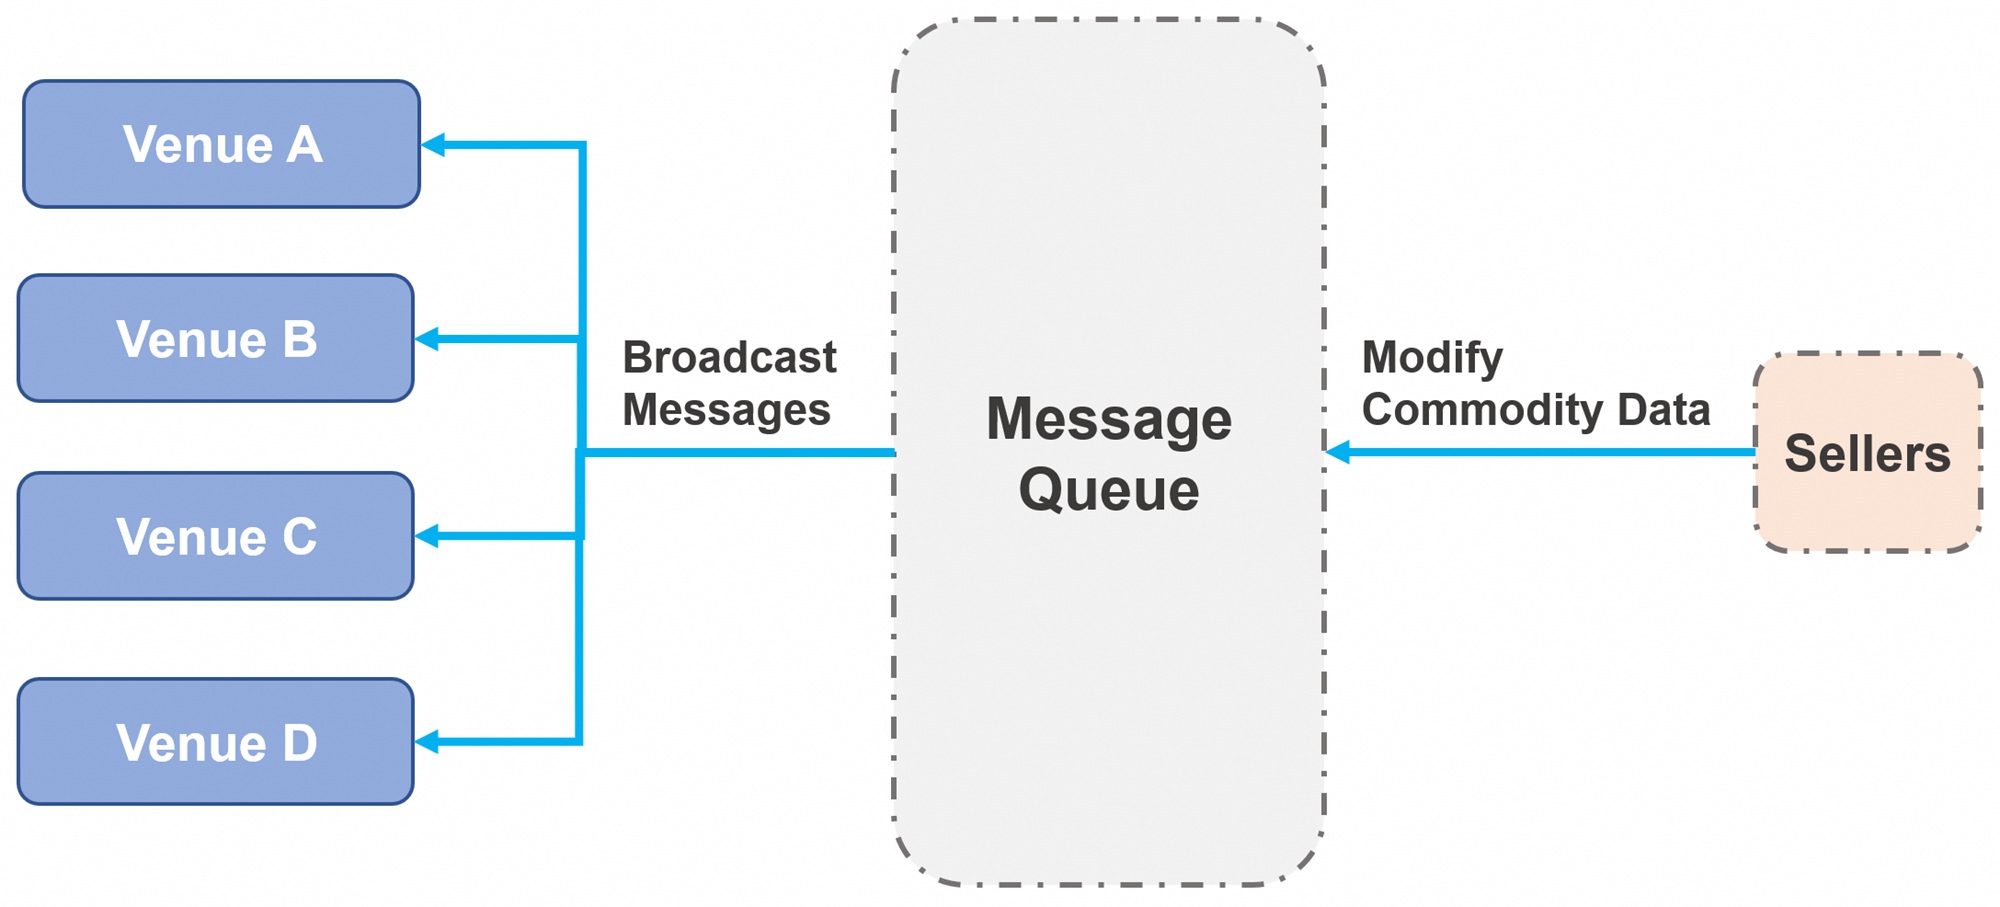 Venue A
Venue B
Venue C
Venue D
Broadcast
Messages
Message
Queue
Modify
Commodity Data
Sellers